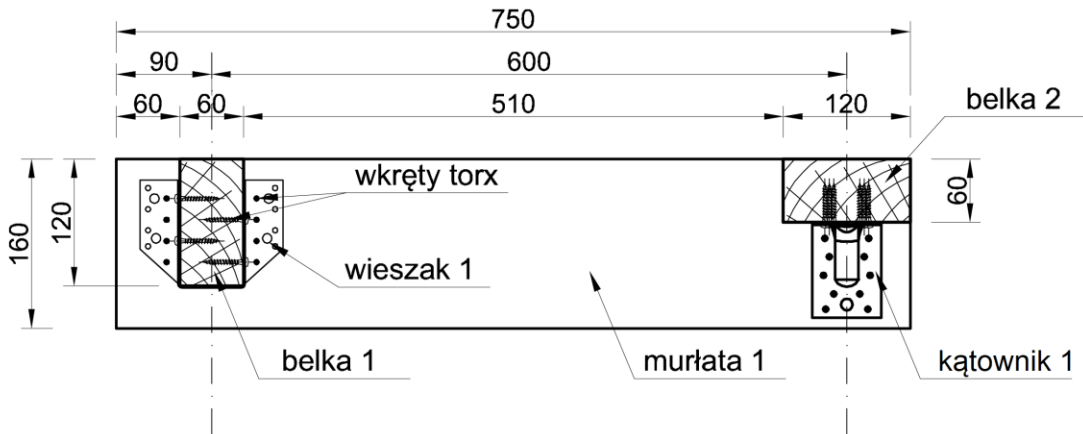 750
90
600
60
60
510
120
belka 2
wkręty torx
60
120
160
wieszak 1
belka 1
murłata 1
kątownik 1